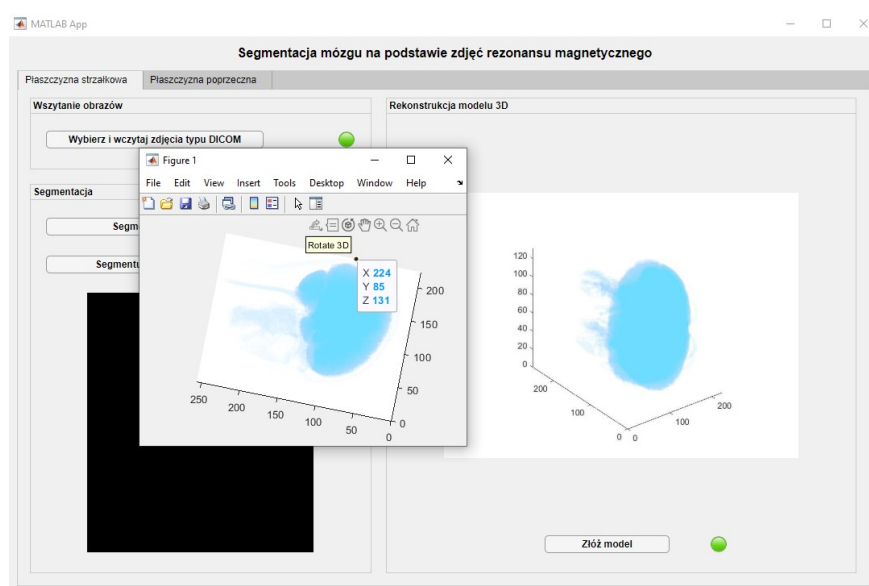 MATLAB App
Segmentacja mózgu na podstawie zdjęć rezonansu magnetycznego
Płaszczyzna strzałkowa
Płaszczyzna poprzeczna
Wszytanie obrazów
Wybierz i wczytaj zdjęcia typu DICOM
Segmentacja
Segm
Segmentu
Figure 1
File Edit View Insert Tools Desktop Window Help
Rotate 3D
X 224
Y 85
Z 131
200
150
100
50
0
250
200
150
100
50
0
Rekonstrukcja modelu 3D
120
100
80
60
40
20
0
200
100
0
0
100
200
Złóż model